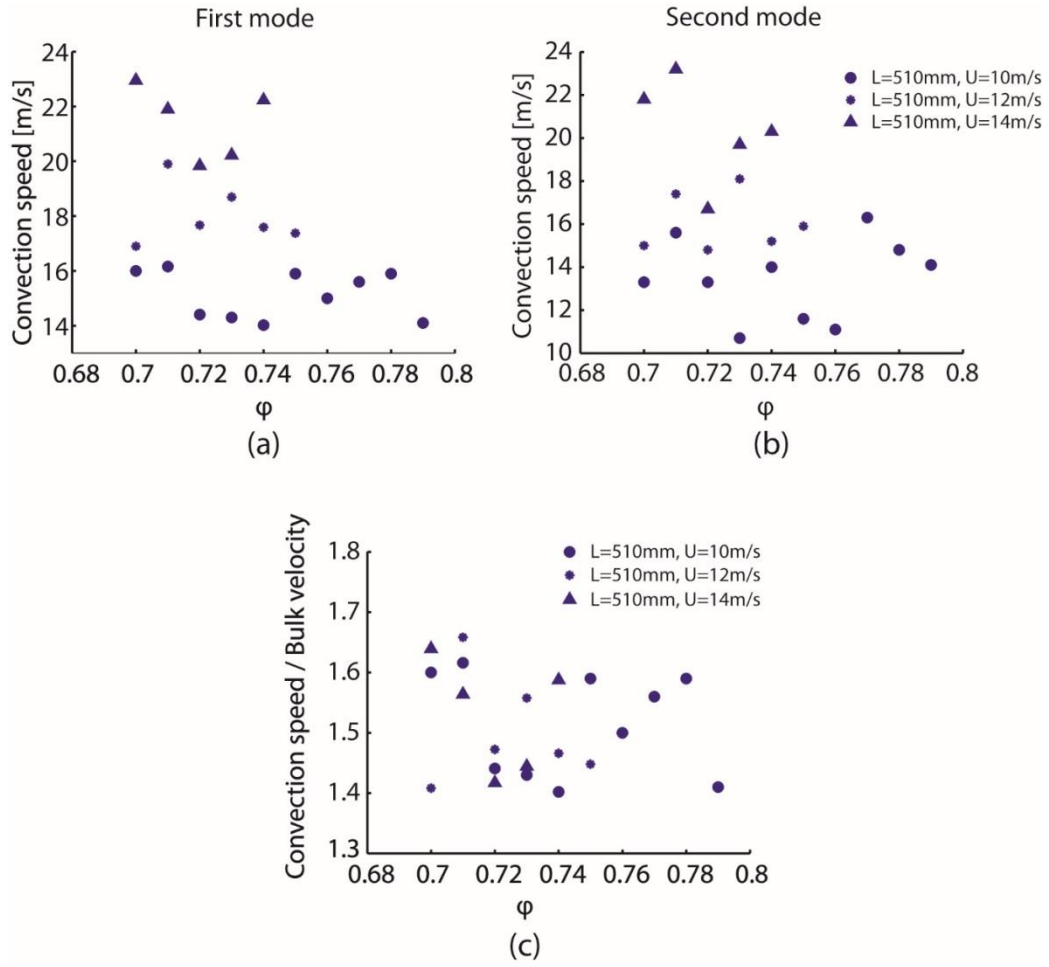 First mode
Second mode
Convection speed [m/s]
24
22
20
18
16
14
0.68 0.7 0.72 0.74 0.76 0.78 0.8
φ
(a)
Convection speed [m/s]
24
22
20
18
16
14
12
10
0.68 0.7 0.72 0.74 0.76 0.78 0.8
φ
(b)
L=510mm, U=10m/s
L=510mm, U=12m/s
L=510mm, U=14m/s
Convection speed / Bulk velocity
1.8
1.7
1.6
1.5
1.4
1.3
0.68 0.7 0.72 0.74 0.76 0.78 0.8
φ
(c)
L=510mm, U=10m/s
L=510mm, U=12m/s
L=510mm, U=14m/s